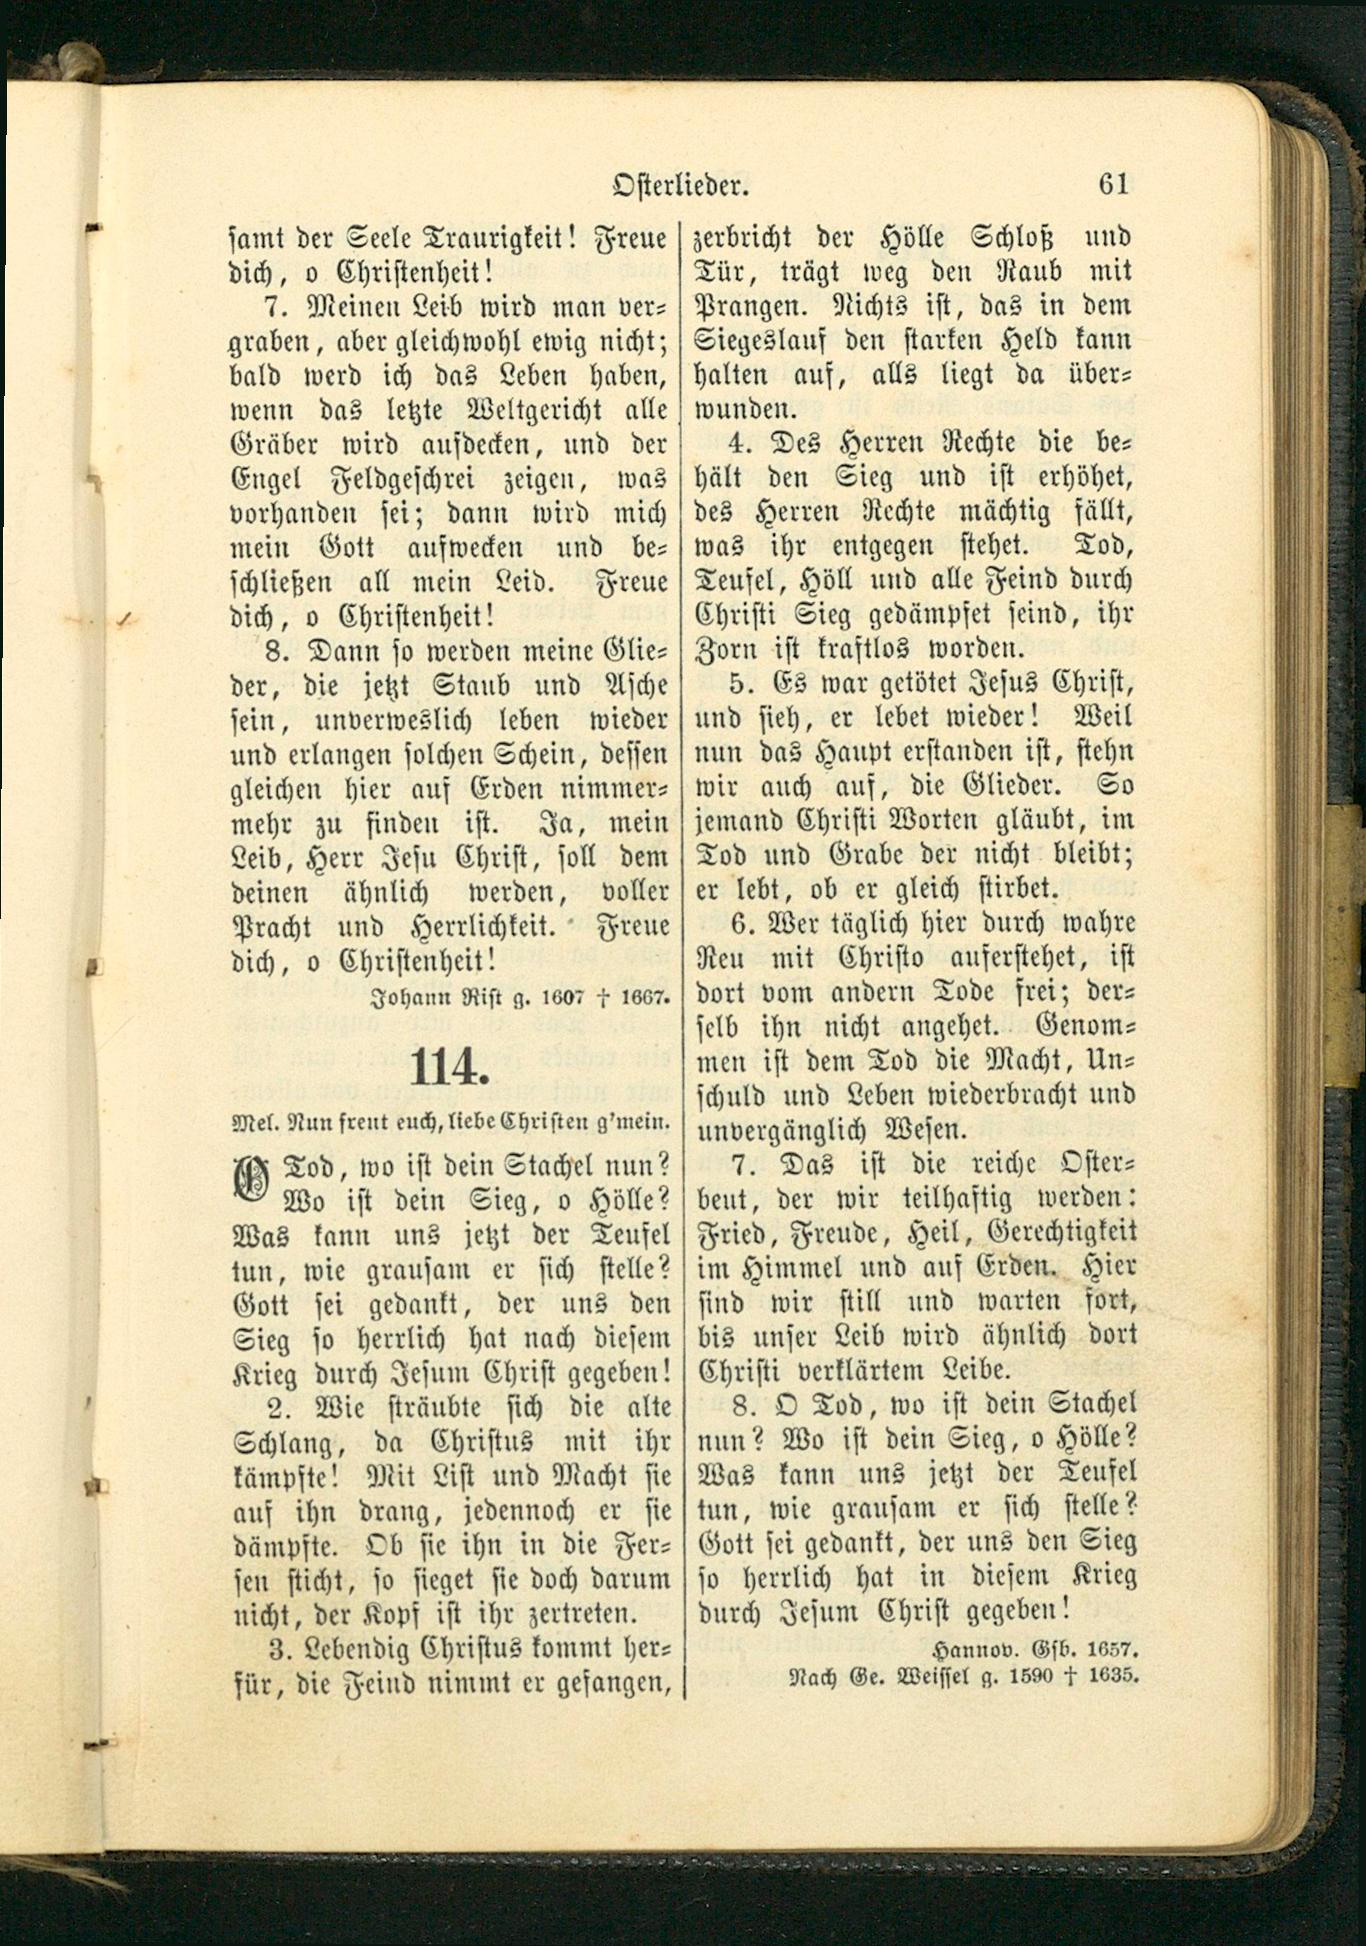 Osterlieder.
61
samt der Seele Traurigkeit! Freue
dich, o Christenheit!
7. Meinen Leib wird man ver-
graben, aber gleichwohl ewig nicht;
bald werd ich das Leben haben,
wenn das letzte Weltgericht alle
Gräber wird aufdecken, und der
Engel Feldgeschrei zeigen, was
vorhanden sei; dann wird mich
mein Gott aufwecken und be-
schließen all mein Leid. Freue
dich, o Christenheit!
8. Dann so werden meine Glie-
der, die jetzt Staub und Asche
sein, unverweslich leben wieder
und erlangen solchen Schein, dessen
gleichen hier auf Erden nimmer-
mehr zu finden ist. Ja, mein
Leib, Herr Jesu Christ, soll dem
deinen ähnlich werden, voller
Pracht und Herrlichkeit. Freue
dich, o Christenheit!
Johann Rist g. 1607 † 1667.
114.
Mel. Nun freut euch, liebe Christen g'mein.
O Tod, wo ist dein Stachel nun?
Wo ist dein Sieg, o Hölle?
Was kann uns jetzt der Teufel
tun, wie grausam er sich stelle?
Gott sei gedankt, der uns den
Sieg so herrlich hat nach diesem
Krieg durch Jesum Christ gegeben!
2. Wie sträubte sich die alte
Schlang, da Christus mit ihr
kämpfte! Mit List und Macht sie
auf ihn drang, jedennoch er sie
dämpfte. Ob sie ihn in die Fer-
sen sticht, so sieget sie doch darum
nicht, der Kopf ist ihr zertreten.
3. Lebendig Christus kommt her-
für, die Feind nimmt er gefangen,
zerbricht der Hölle Schloß und
Tür, trägt weg den Raub mit
Prangen. Nichts ist, das in dem
Siegeslauf den starken Held kann
halten auf, alls liegt da über-
wunden.
4. Des Herren Rechte die be-
hält den Sieg und ist erhöhet,
des Herren Rechte mächtig fällt,
was ihr entgegen stehet. Tod,
Teufel, Höll und alle Feind durch
Christi Sieg gedämpfet seind, ihr
Zorn ist kraftlos worden.
5. Es war getötet Jesus Christ,
und sieh, er lebet wieder! Weil
nun das Haupt erstanden ist, stehn
wir auch auf, die Glieder. So
jemand Christi Worten gläubt, im
Tod und Grabe der nicht bleibt;
er lebt, ob er gleich stirbet.
6. Wer täglich hier durch wahre
Reu mit Christo auferstehet, ist
dort vom andern Tode frei; der-
selb ihn nicht angehet. Genom-
men ist dem Tod die Macht, Un-
schuld und Leben wiederbracht und
unvergänglich Wesen.
7. Das ist die reiche Oster-
beut, der wir teilhaftig werden:
Fried, Freude, Heil, Gerechtigkeit
im Himmel und auf Erden. Hier
sind wir still und warten fort,
bis unser Leib wird ähnlich dort
Christi verklärtem Leibe.
8. O Tod, wo ist dein Stachel
nun? Wo ist dein Sieg, o Hölle?
Was kann uns jetzt der Teufel
tun, wie grausam er sich stelle?
Gott sei gedankt, der uns den Sieg
so herrlich hat in diesem Krieg
durch Jesum Christ gegeben!
Hannov. Gsb. 1657.
Nach Ge. Weissel g. 1590 † 1635.